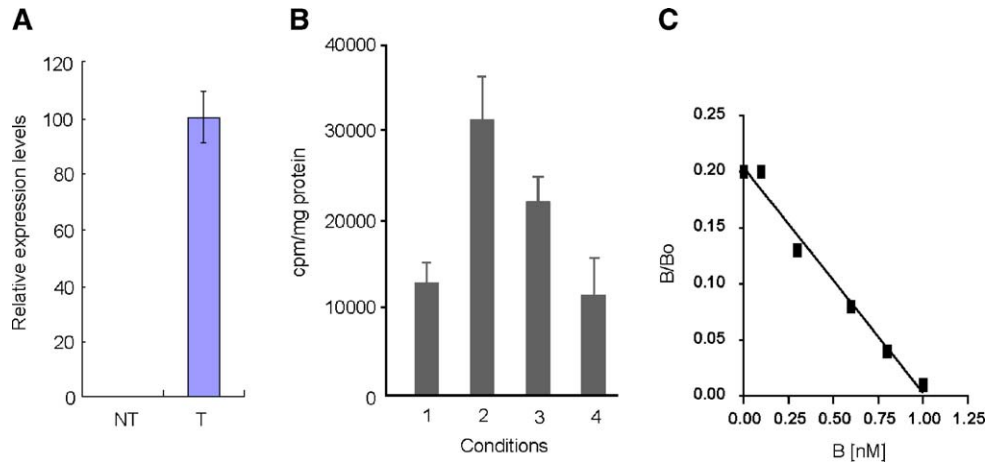 A
Relative expression levels
120
100
80
60
40
20
0
NT
T
B
cpm/mg protein
40000
30000
20000
10000
0
1
2
3
4
Conditions
C
B/Bo
0.25
0.20
0.15
0.10
0.05
0.00
0.00
0.25
0.50
0.75
1.00
1.25
B [nM]